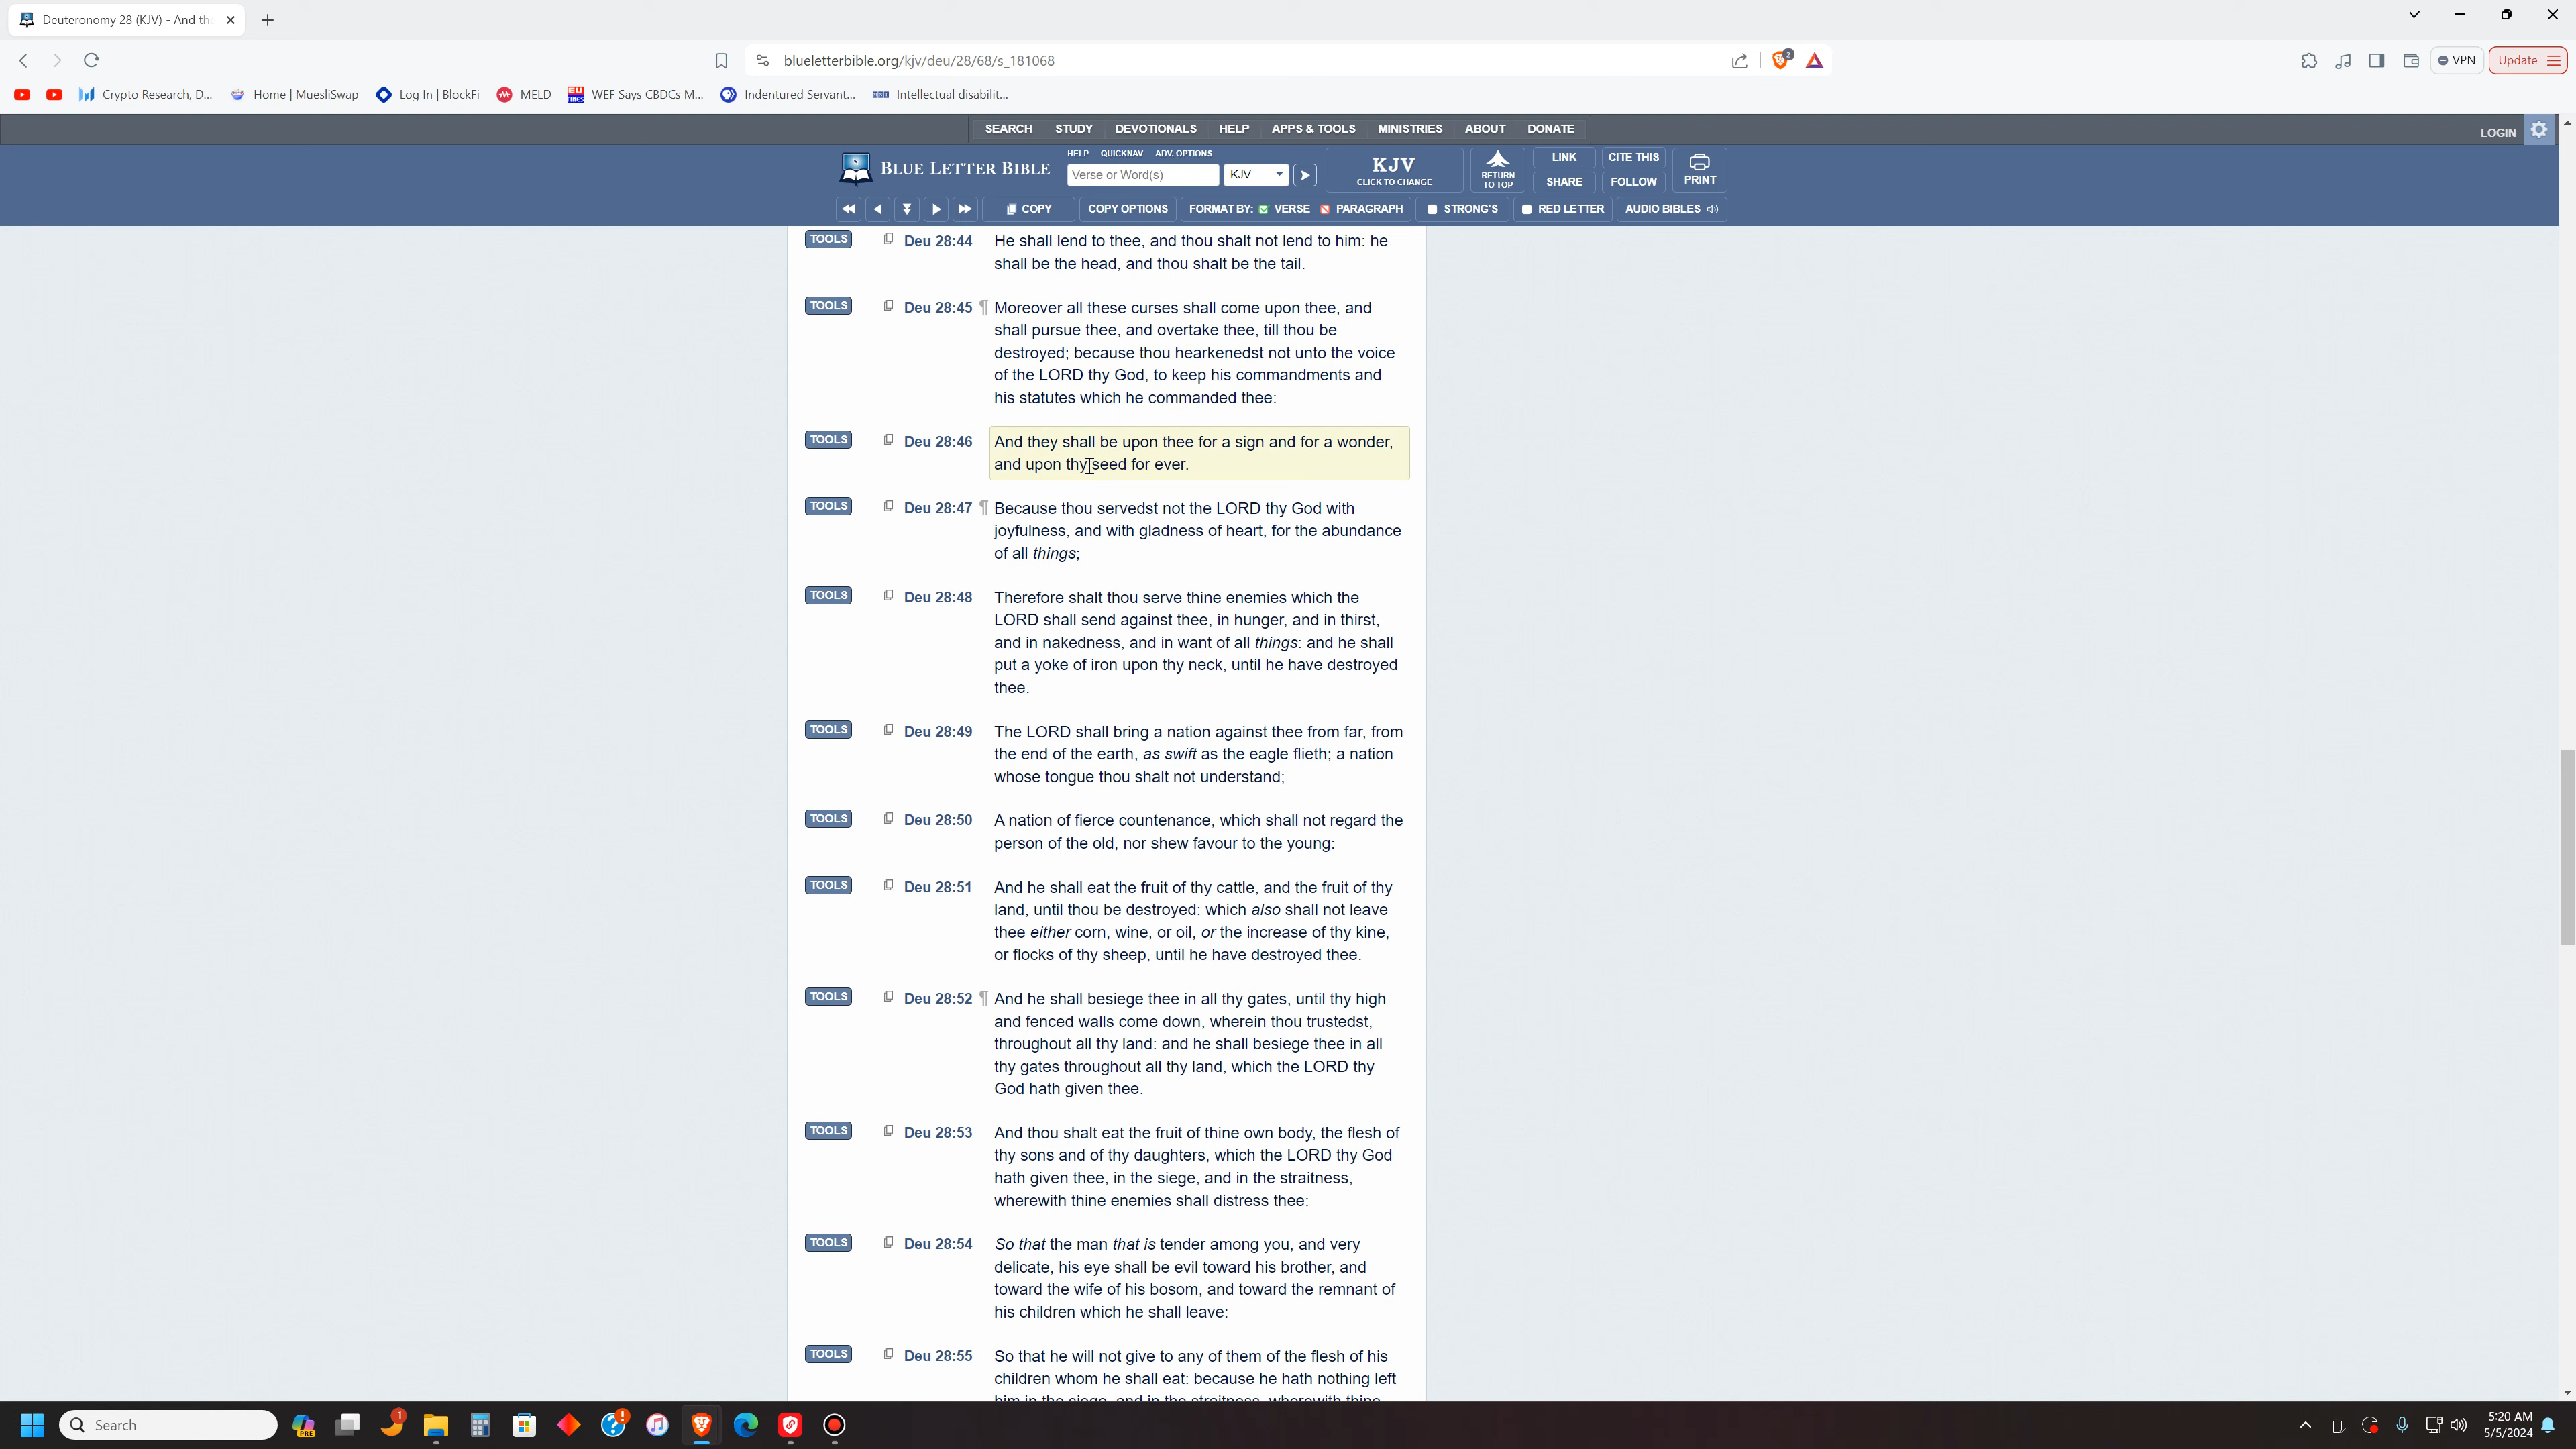 Deuteronomy 28 (KJV) - And the
blueletterbible.org/kjv/deu/28/68/s_181068
2
VPN
Update
Crypto Research, D...
Home | MuesliSwap
Log In | BlockFi
MELD
WEF Says CBDCs M...
Indentured Servant...
Intellectual disabilit...
SEARCH STUDY DEVOTIONALS HELP APPS & TOOLS MINISTRIES ABOUT DONATE
LOGIN
BLUE LETTER BIBLE
HELP QUICKNAV ADV. OPTIONS
Verse or Word(s)
KJV
KJV
CLICK TO CHANGE
RETURN
TO TOP
LINK
CITE THIS
SHARE
FOLLOW
PRINT
COPY
COPY OPTIONS
FORMAT BY: VERSE PARAGRAPH
STRONG'S
RED LETTER
AUDIO BIBLES
TOOLS Deu 28:44 He shall lend to thee, and thou shalt not lend to him: he
shall be the head, and thou shalt be the tail.
TOOLS Deu 28:45 ¶ Moreover all these curses shall come upon thee, and
shall pursue thee, and overtake thee, till thou be
destroyed; because thou hearkenedst not unto the voice
of the LORD thy God, to keep his commandments and
his statutes which he commanded thee:
TOOLS Deu 28:46 And they shall be upon thee for a sign and for a wonder,
and upon thy seed for ever.
TOOLS Deu 28:47 ¶ Because thou servedst not the LORD thy God with
joyfulness, and with gladness of heart, for the abundance
of all things;
TOOLS Deu 28:48 Therefore shalt thou serve thine enemies which the
LORD shall send against thee, in hunger, and in thirst,
and in nakedness, and in want of all things: and he shall
put a yoke of iron upon thy neck, until he have destroyed
thee.
TOOLS Deu 28:49 The LORD shall bring a nation against thee from far, from
the end of the earth, as swift as the eagle flieth; a nation
whose tongue thou shalt not understand;
TOOLS Deu 28:50 A nation of fierce countenance, which shall not regard the
person of the old, nor shew favour to the young:
TOOLS Deu 28:51 And he shall eat the fruit of thy cattle, and the fruit of thy
land, until thou be destroyed: which also shall not leave
thee either corn, wine, or oil, or the increase of thy kine,
or flocks of thy sheep, until he have destroyed thee.
TOOLS Deu 28:52 ¶ And he shall besiege thee in all thy gates, until thy high
and fenced walls come down, wherein thou trustedst,
throughout all thy land: and he shall besiege thee in all
thy gates throughout all thy land, which the LORD thy
God hath given thee.
TOOLS Deu 28:53 And thou shalt eat the fruit of thine own body, the flesh of
thy sons and of thy daughters, which the LORD thy God
hath given thee, in the siege, and in the straitness,
wherewith thine enemies shall distress thee:
TOOLS Deu 28:54 So that the man that is tender among you, and very
delicate, his eye shall be evil toward his brother, and
toward the wife of his bosom, and toward the remnant of
his children which he shall leave:
TOOLS Deu 28:55 So that he will not give to any of them of the flesh of his
children whom he shall eat: because he hath nothing left
him in the siege, and in the straitness, wherewith thine
Search
PRE
1
5:20 AM
5/5/2024